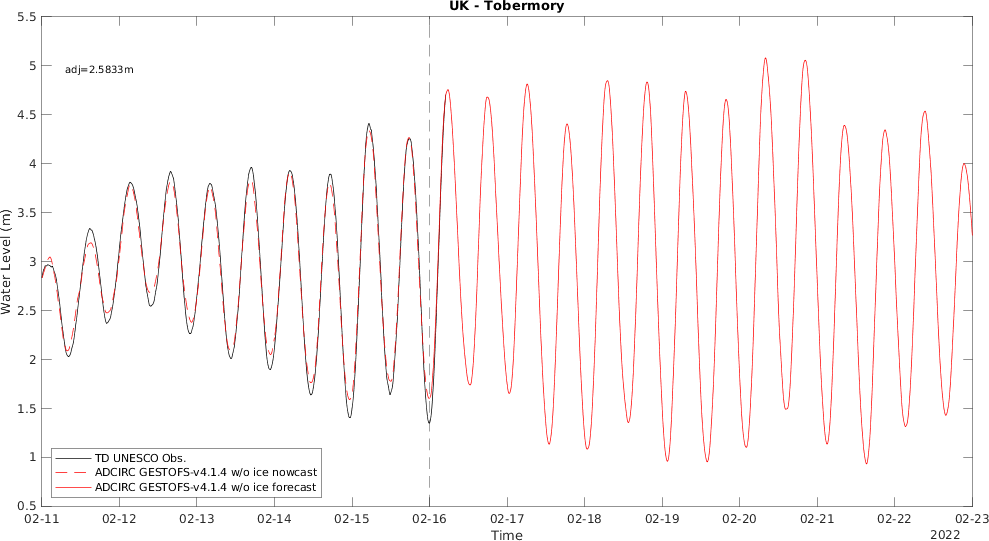 UK - Tobermory
5.5
5
4.5
4
3.5
3
2.5
2
1.5
1
0.5
Water Level (m)
adj=2.5833m
TD UNESCO Obs.
ADCIRC GESTOFS-v4.1.4 w/o ice nowcast
ADCIRC GESTOFS-v4.1.4 w/o ice forecast
02-11 02-12 02-13 02-14 02-15 02-16 02-17 02-18 02-19 02-20 02-21 02-22 02-23
Time
2022